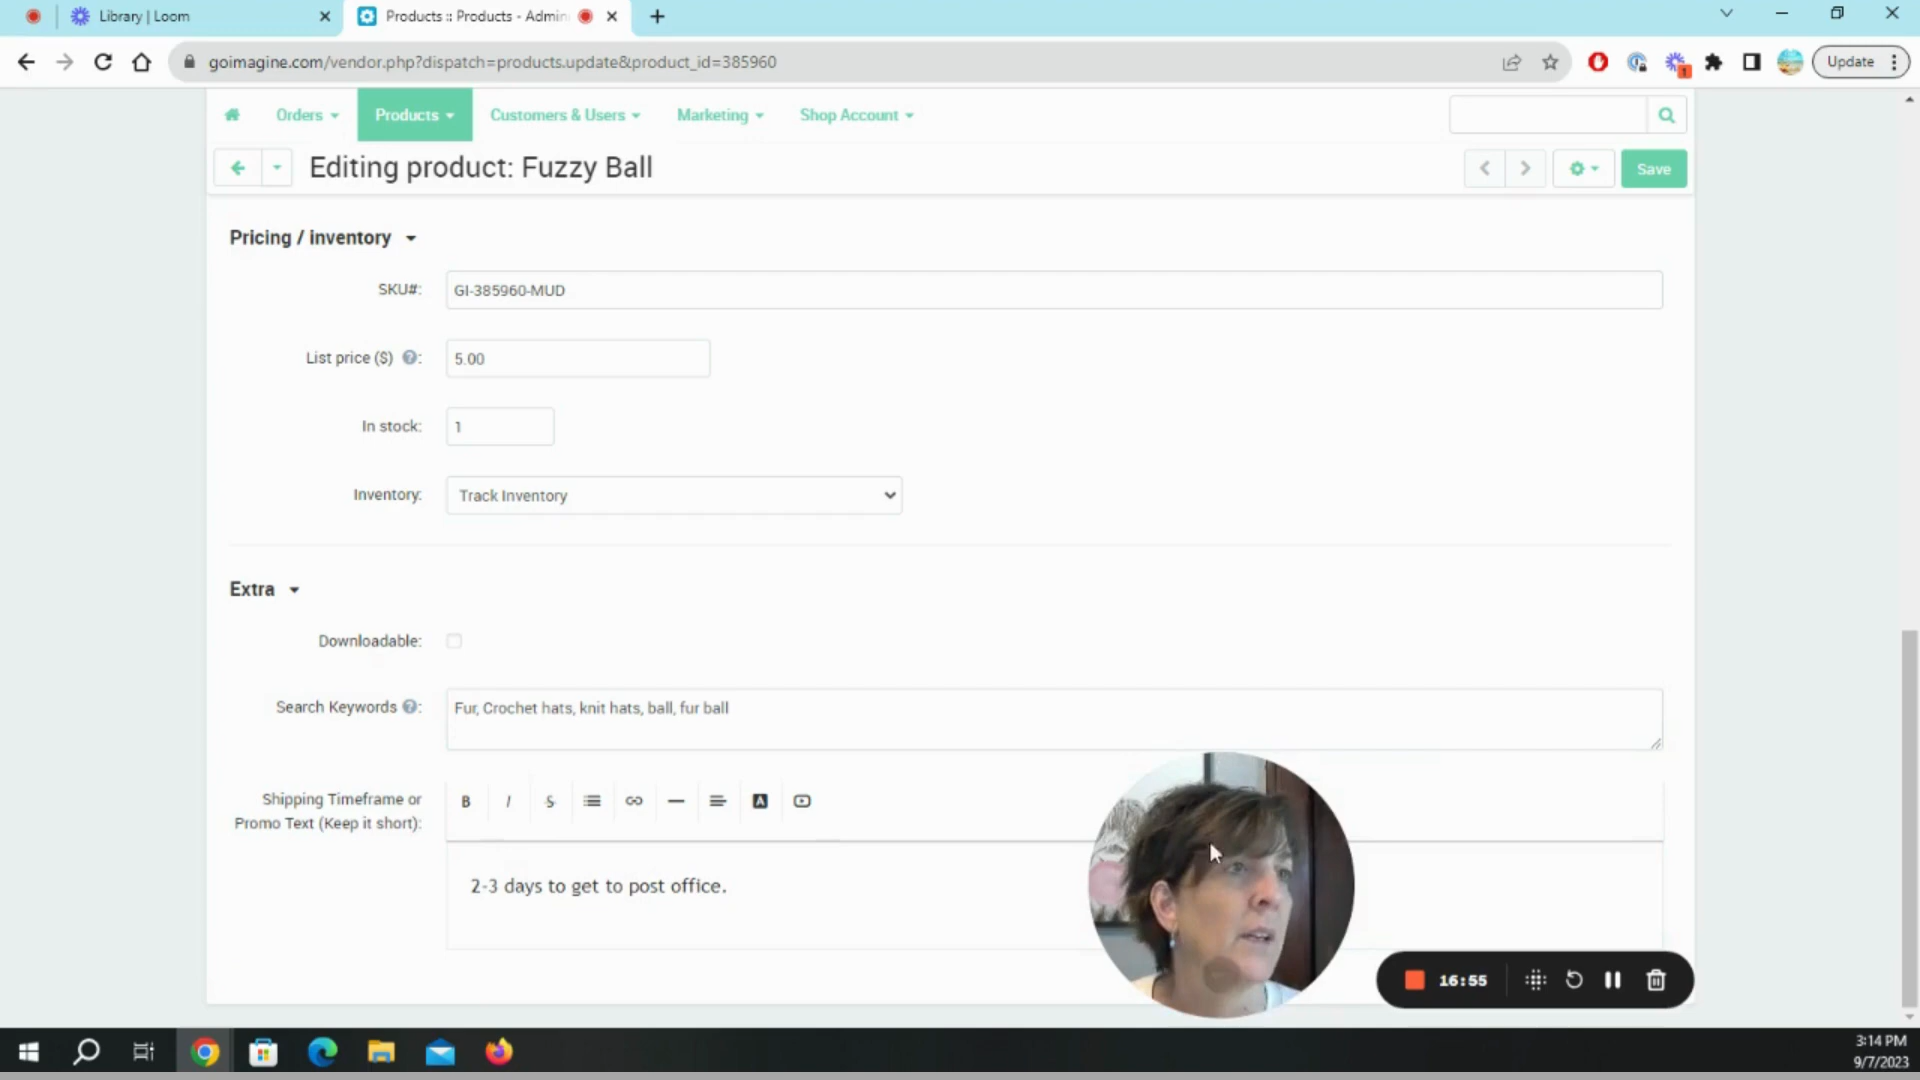 Library | Loom
Products :: Products - Admin
goimagine.com/vendor.php?dispatch=products.update&product_id=385960
1
Update
Orders
Products
Customers & Users
Marketing
Shop Account
Editing product: Fuzzy Ball
Save
Pricing / inventory
SKU#:
GI-385960-MUD
List price ($) ?:
5.00
In stock:
1
Inventory:
Track Inventory
Extra
Downloadable:
Search Keywords ?:
Fur, Crochet hats, knit hats, ball, fur ball
Shipping Timeframe or
Promo Text (Keep it short):
B I S A
2-3 days to get to post office.
16:55
3:14 PM
9/7/2023